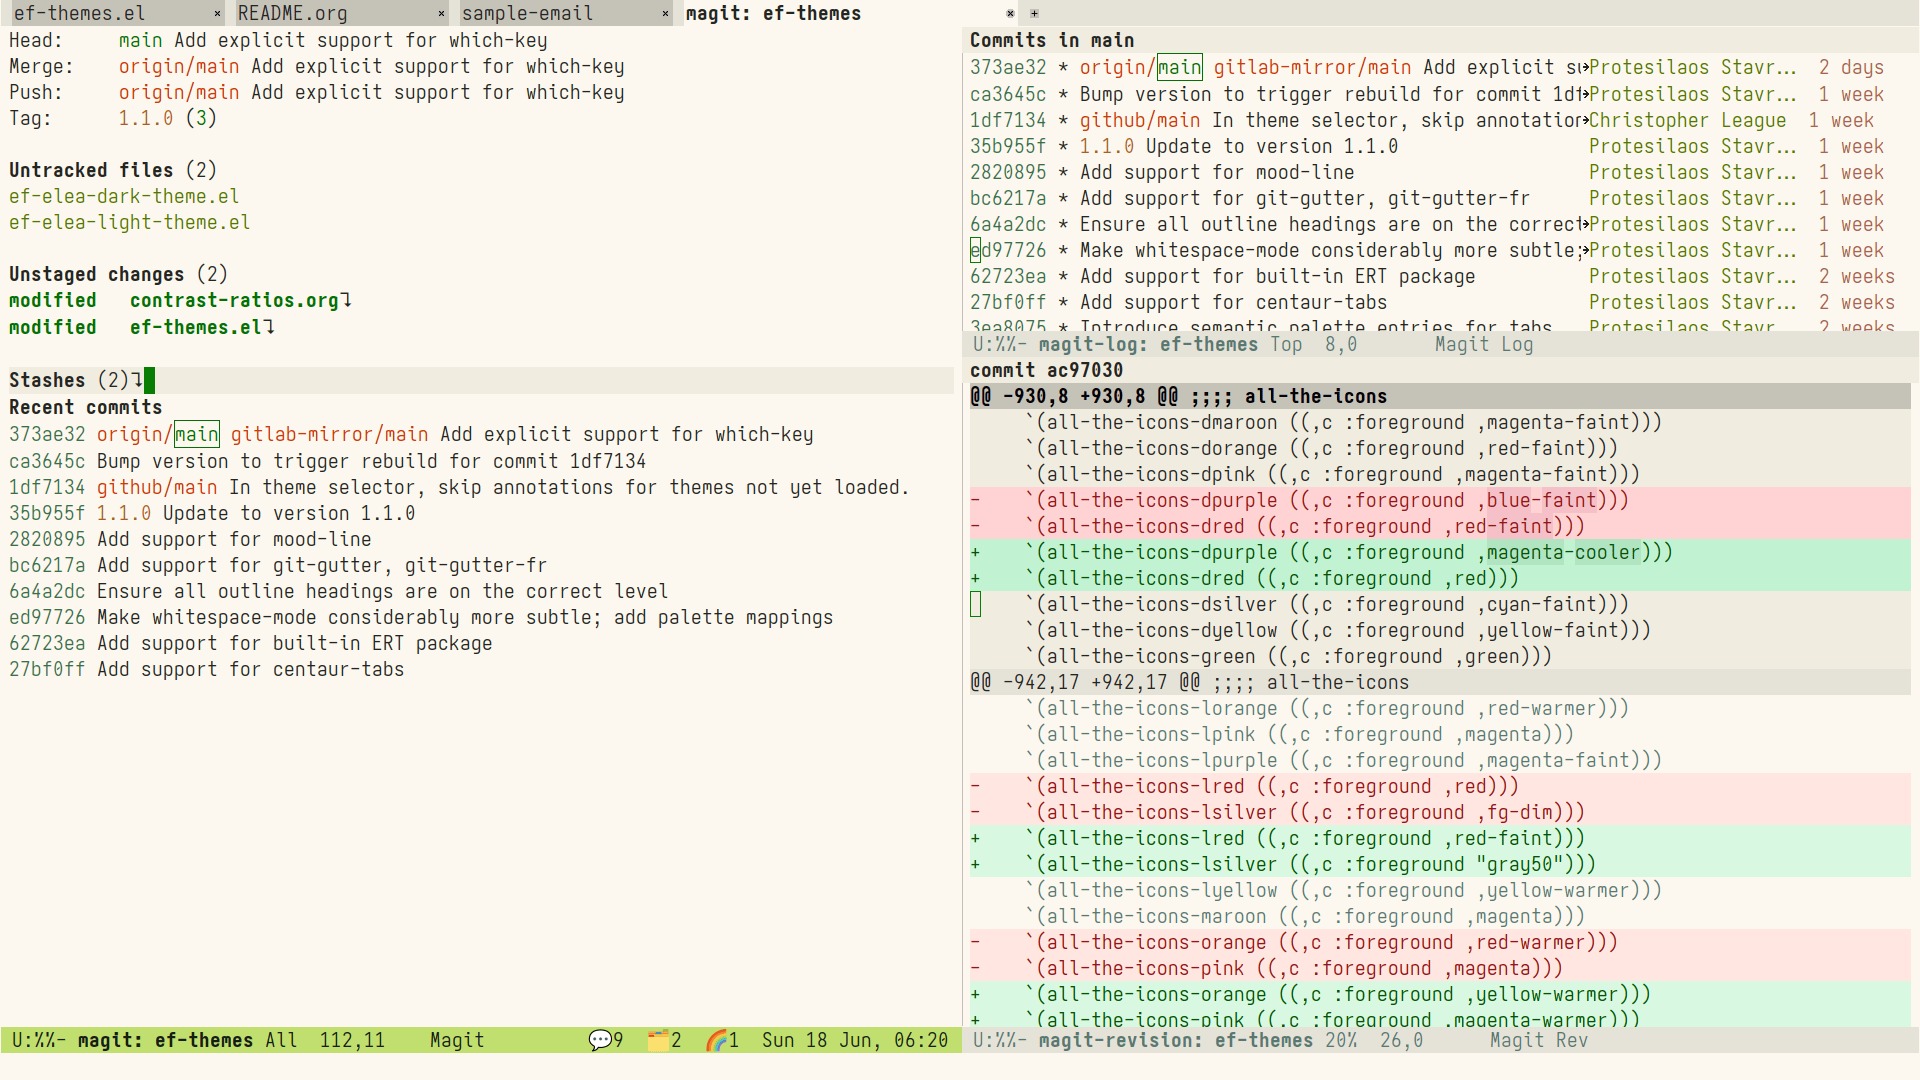 ef-themes.el × README.org × sample-email × magit: ef-themes
Head:     main Add explicit support for which-key
Merge:    origin/main Add explicit support for which-key
Push:     origin/main Add explicit support for which-key
Tag:      1.1.0 (3)
Untracked files (2)
ef-elea-dark-theme.el
ef-elea-light-theme.el
Unstaged changes (2)
modified   contrast-ratios.org
modified   ef-themes.el
Stashes (2)
Recent commits
373ae32 origin/main gitlab-mirror/main Add explicit support for which-key
ca3645c Bump version to trigger rebuild for commit 1df7134
1df7134 github/main In theme selector, skip annotations for themes not yet loaded.
35b955f 1.1.0 Update to version 1.1.0
2820895 Add support for mood-line
bc6217a Add support for git-gutter, git-gutter-fr
6a4a2dc Ensure all outline headings are on the correct level
ed97726 Make whitespace-mode considerably more subtle; add palette mappings
62723ea Add support for built-in ERT package
27bf0ff Add support for centaur-tabs
U:%%- magit: ef-themes All  112,11    Magit 💬9 🗂️2 🌈1 Sun 18 Jun, 06:20
Commits in main
373ae32 * origin/main gitlab-mirror/main Add explicit su Protesilaos Stavr…  2 days
ca3645c * Bump version to trigger rebuild for commit 1df Protesilaos Stavr…  1 week
1df7134 * github/main In theme selector, skip annotation Christopher League  1 week
35b955f * 1.1.0 Update to version 1.1.0 Protesilaos Stavr…  1 week
2820895 * Add support for mood-line Protesilaos Stavr…  1 week
bc6217a * Add support for git-gutter, git-gutter-fr Protesilaos Stavr…  1 week
6a4a2dc * Ensure all outline headings are on the correct Protesilaos Stavr…  1 week
ed97726 * Make whitespace-mode considerably more subtle; Protesilaos Stavr…  1 week
62723ea * Add support for built-in ERT package Protesilaos Stavr…  2 weeks
27bf0ff * Add support for centaur-tabs Protesilaos Stavr…  2 weeks
3ea8075 * Introduce semantic palette entries for tabs Protesilaos Stavr…  2 weeks
U:%%- magit-log: ef-themes Top  8,0       Magit Log
commit ac97030
@@ -930,8 +930,8 @@ ;;;; all-the-icons
     `(all-the-icons-dmaroon ((,c :foreground ,magenta-faint)))
     `(all-the-icons-dorange ((,c :foreground ,red-faint)))
     `(all-the-icons-dpink ((,c :foreground ,magenta-faint)))
-    `(all-the-icons-dpurple ((,c :foreground ,blue-faint)))
-    `(all-the-icons-dred ((,c :foreground ,red-faint)))
+    `(all-the-icons-dpurple ((,c :foreground ,magenta-cooler)))
+    `(all-the-icons-dred ((,c :foreground ,red)))
     `(all-the-icons-dsilver ((,c :foreground ,cyan-faint)))
     `(all-the-icons-dyellow ((,c :foreground ,yellow-faint)))
     `(all-the-icons-green ((,c :foreground ,green)))
@@ -942,17 +942,17 @@ ;;;; all-the-icons
     `(all-the-icons-lorange ((,c :foreground ,red-warmer)))
     `(all-the-icons-lpink ((,c :foreground ,magenta)))
     `(all-the-icons-lpurple ((,c :foreground ,magenta-faint)))
-    `(all-the-icons-lred ((,c :foreground ,red)))
-    `(all-the-icons-lsilver ((,c :foreground ,fg-dim)))
+    `(all-the-icons-lred ((,c :foreground ,red-faint)))
+    `(all-the-icons-lsilver ((,c :foreground "gray50")))
     `(all-the-icons-lyellow ((,c :foreground ,yellow-warmer)))
     `(all-the-icons-maroon ((,c :foreground ,magenta)))
-    `(all-the-icons-orange ((,c :foreground ,red-warmer)))
-    `(all-the-icons-pink ((,c :foreground ,magenta)))
+    `(all-the-icons-orange ((,c :foreground ,yellow-warmer)))
+    `(all-the-icons-pink ((,c :foreground ,magenta-warmer)))
U:%%- magit-revision: ef-themes 20%  26,0      Magit Rev